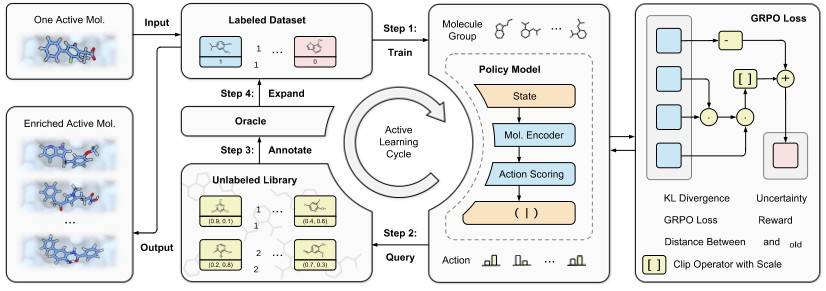 One Active Mol.
Input
Labeled Dataset
1
1
...
1
0
Step 1:
Train
Molecule
Group
...
Policy Model
State
Mol. Encoder
Action Scoring
( | )
Action
...
Step 4:
Expand
Oracle
Step 3:
Annotate
Active
Learning
Cycle
Unlabeled Library
1
1
...
(0.9, 0.1)
(0.4, 0.6)
2
2
...
(0.2, 0.8)
(0.7, 0.3)
Step 2:
Query
Enriched Active Mol.
...
Output
GRPO Loss
-
[ ]
+
·
·
KL Divergence
Uncertainty
GRPO Loss
Reward
Distance Between
and old
[ ] Clip Operator with Scale